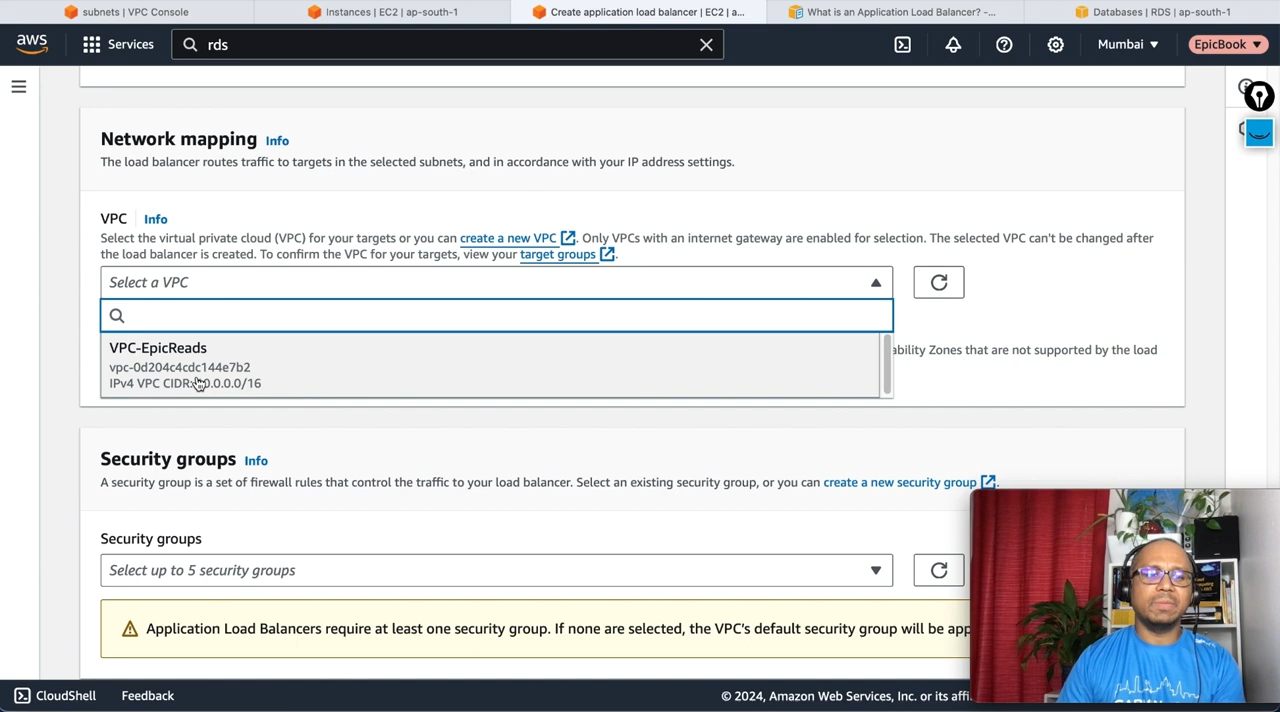 subnets | VPC Console
Instances | EC2 | ap-south-1
Create application load balancer | EC2 | a...
What is an Application Load Balancer? -...
Databases | RDS | ap-south-1
aws
Services
rds
Mumbai
EpicBook
Network mapping
Info
The load balancer routes traffic to targets in the selected subnets, and in accordance with your IP address settings.
VPC
Info
Select the virtual private cloud (VPC) for your targets or you can create a new VPC. Only VPCs with an internet gateway are enabled for selection. The selected VPC can't be changed after
the load balancer is created. To confirm the VPC for your targets, view your target groups.
Select a VPC
VPC-EpicReads
ability Zones that are not supported by the load
vpc-0d204c4cdc144e7b2
IPv4 VPC CIDR: 0.0.0.0/16
Security groups
Info
A security group is a set of firewall rules that control the traffic to your load balancer. Select an existing security group, or you can create a new security group.
Security groups
Select up to 5 security groups
Application Load Balancers require at least one security group. If none are selected, the VPC's default security group will be app
CloudShell
Feedback
© 2024, Amazon Web Services, Inc. or its affi